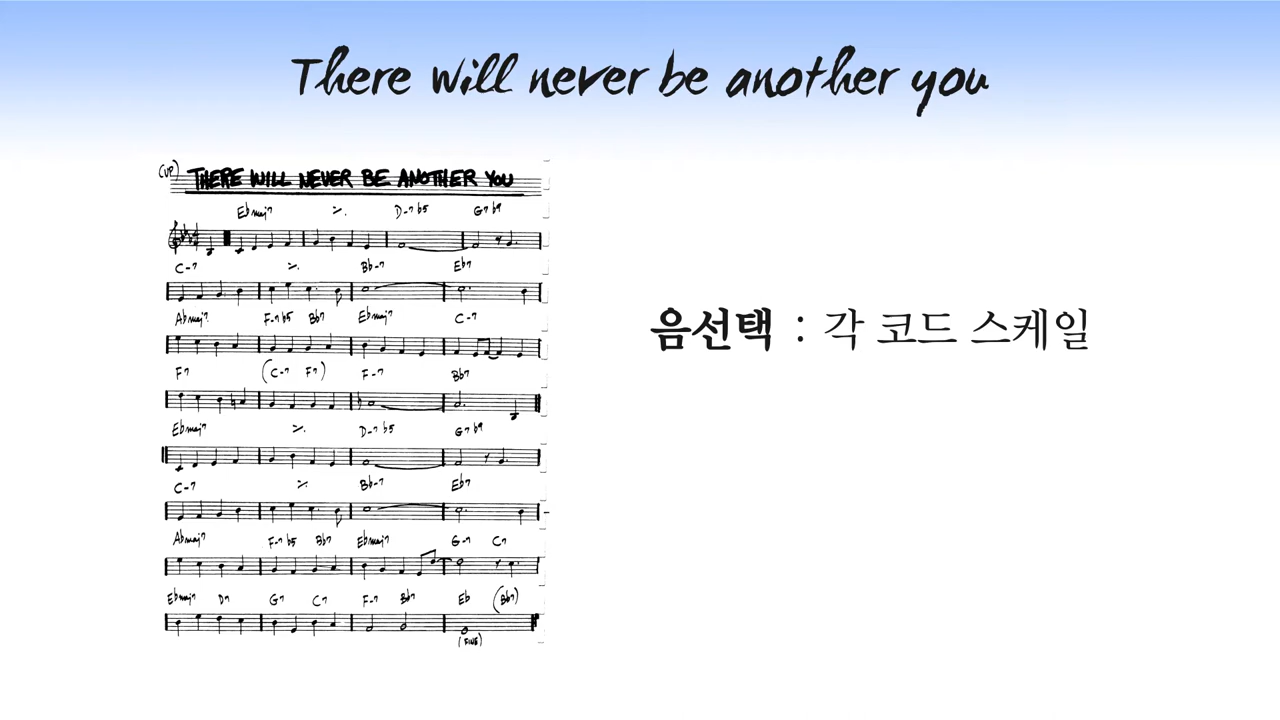 There will never be another you
(UP) THERE WILL NEVER BE ANOTHER YOU
Ebmaj7 ٪ D-7b5 G7b9
C-7 ٪ Bb-7 Eb7
음선택 : 각 코드 스케일
Abmaj7 F-7b5 Bb7 Ebmaj7 C-7
F7 (C-7 F7) F-7 Bb7
Ebmaj7 ٪ D-7b5 G7b9
C-7 ٪ Bb-7 Eb7
Abmaj7 F-7b5 Bb7 Ebmaj7 G-7 C7
Ebmaj7 D7 G7 C7 F-7 Bb7 Eb (Bb7)
(FINE)